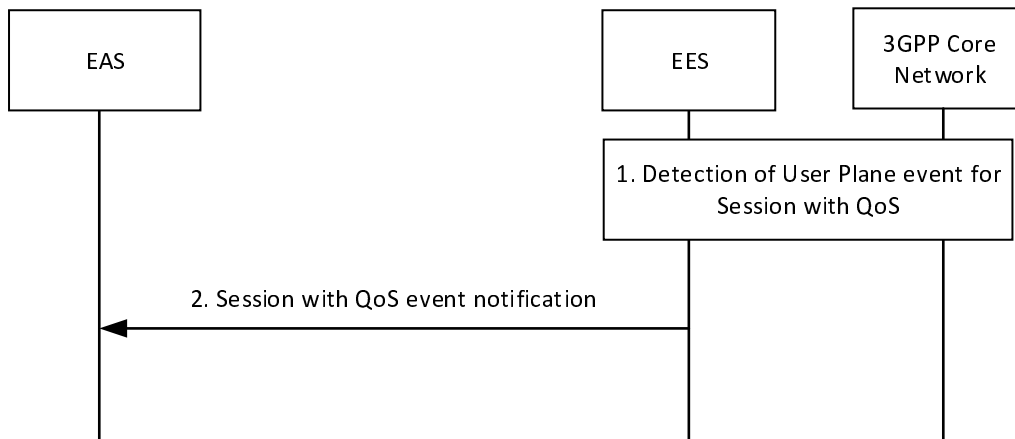 EAS
EES
3GPP Core
Network
1. Detection of User Plane event for
Session with QoS
2. Session with QoS event notification